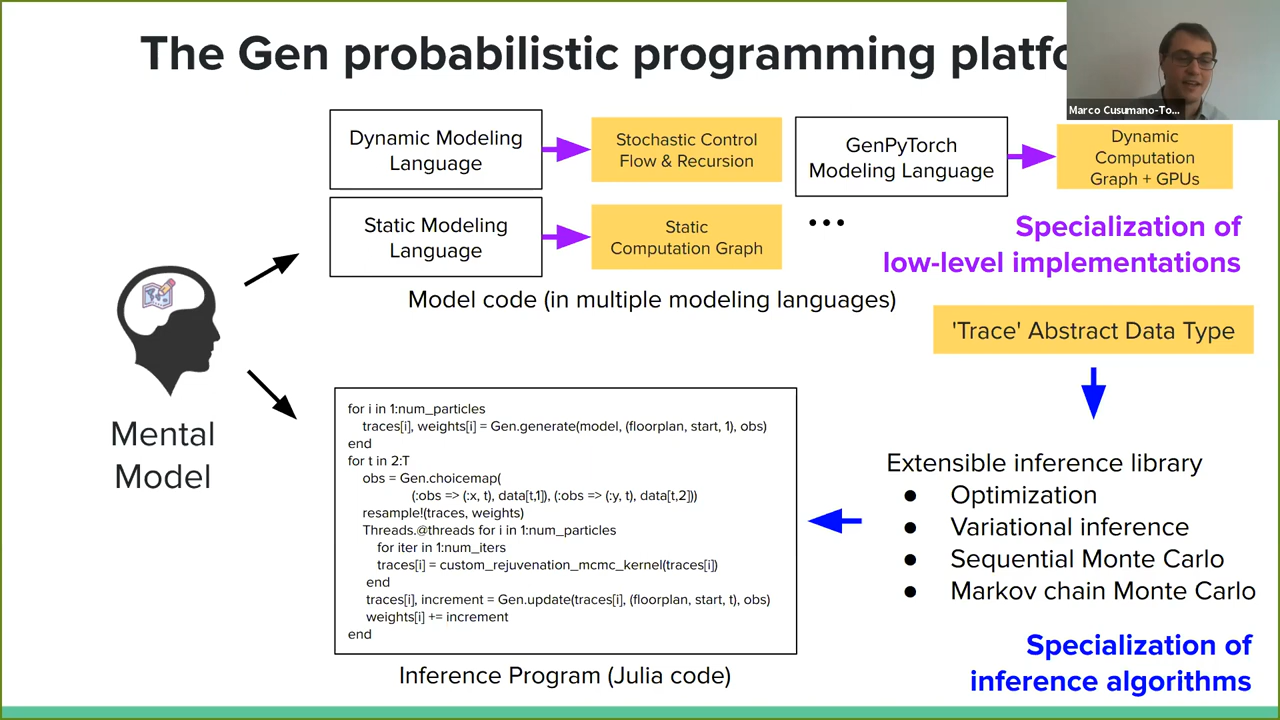 The Gen probabilistic programming platfo
Marco Cusumano-To...
Dynamic Modeling
Language
Stochastic Control
Flow & Recursion
GenPyTorch
Modeling Language
Dynamic
Computation
Graph + GPUs
Static Modeling
Language
Static
Computation Graph
...
Specialization of
low-level implementations
Model code (in multiple modeling languages)
'Trace' Abstract Data Type
Mental
Model
for i in 1:num_particles
traces[i], weights[i] = Gen.generate(model, (floorplan, start, 1), obs)
end
for t in 2:T
obs = Gen.choicemap(
(:obs => (:x, t), data[t,1]), (:obs => (:y, t), data[t,2]))
resample!(traces, weights)
Threads.@threads for i in 1:num_particles
for iter in 1:num_iters
traces[i] = custom_rejuvenation_mcmc_kernel(traces[i])
end
traces[i], increment = Gen.update(traces[i], (floorplan, start, t), obs)
weights[i] += increment
end
Inference Program (Julia code)
Extensible inference library
● Optimization
● Variational inference
● Sequential Monte Carlo
● Markov chain Monte Carlo
Specialization of
inference algorithms